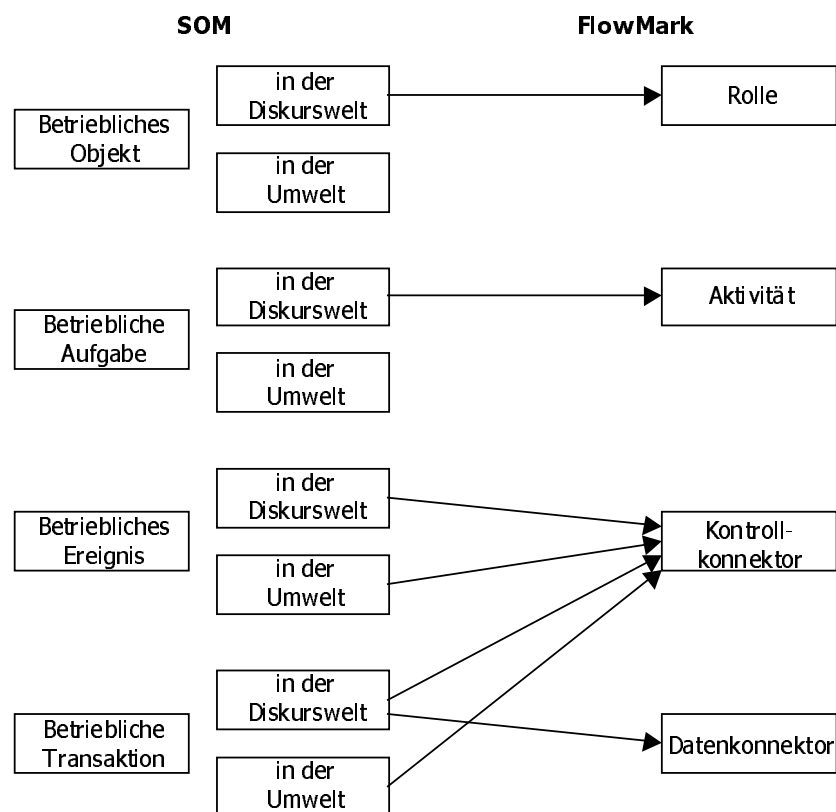 SOM
FlowMark
Betriebliches
Objekt
in der
Diskurswelt
Rolle
in der
Umwelt
Betriebliche
Aufgabe
in der
Diskurswelt
Aktivität
in der
Umwelt
Betriebliches
Ereignis
in der
Diskurswelt
Kontroll-
konnektor
in der
Umwelt
Betriebliche
Transaktion
in der
Diskurswelt
Datenkonnektor
in der
Umwelt